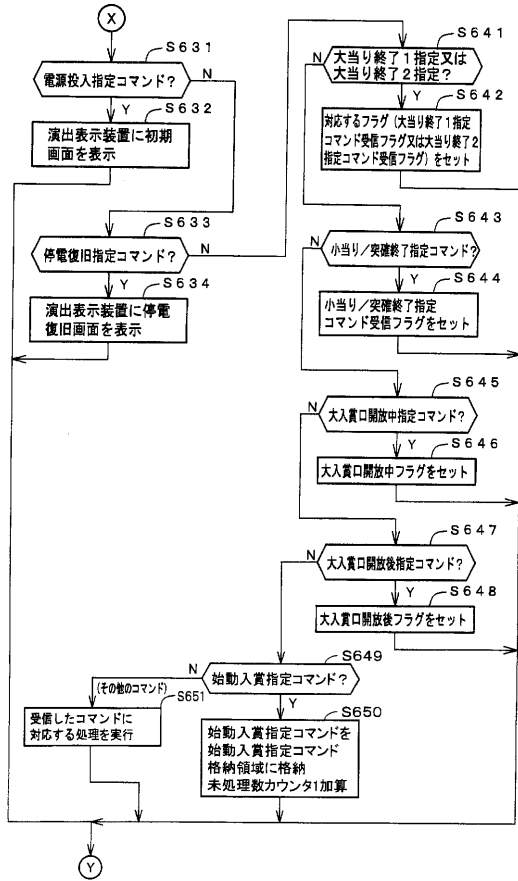 X
S631
電源投入指定コマンド?
N
Y
S632
演出表示装置に初期
画面を表示
S633
停電復旧指定コマンド?
N
Y
S634
演出表示装置に停電
復旧画面を表示
S641
大当り終了1指定又は
大当り終了2指定?
N
Y
S642
対応するフラグ(大当り終了1指定
コマンド受信フラグ又は大当り終了2
指定コマンド受信フラグ)をセット
S643
小当り/突確終了指定コマンド?
N
Y
S644
小当り/突確終了指定
コマンド受信フラグをセット
S645
大入賞口開放中指定コマンド?
N
Y
S646
大入賞口開放中フラグをセット
S647
大入賞口開放後指定コマンド?
N
Y
S648
大入賞口開放後フラグをセット
S649
始動入賞指定コマンド?
N
(その他のコマンド)
Y
S651
受信したコマンドに
対応する処理を実行
S650
始動入賞指定コマンドを
始動入賞指定コマンド
格納領域に格納
未処理数カウンタ1加算
Y